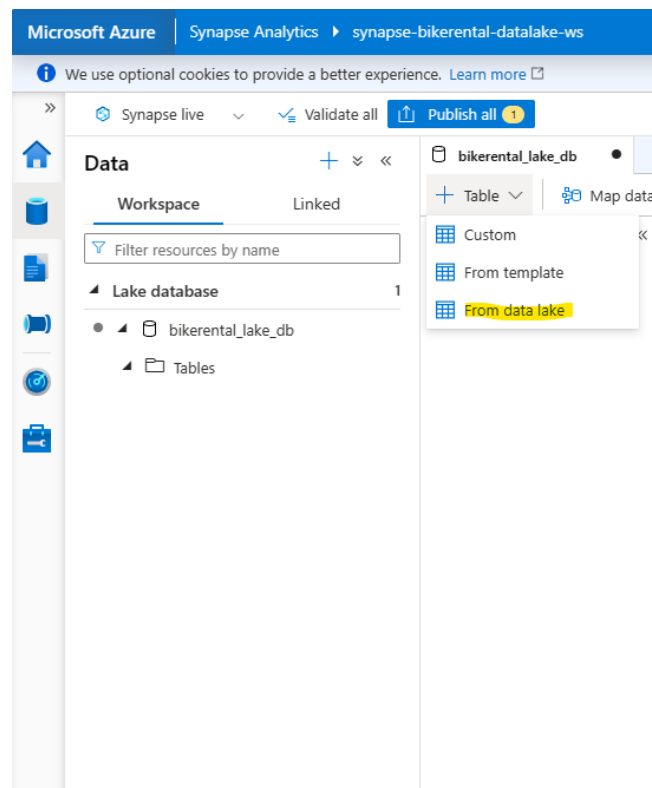 Microsoft Azure Synapse Analytics synapse-bikerental-datalake-ws
We use optional cookies to provide a better experience. Learn more
Synapse live Validate all Publish all 1
Data
Workspace Linked
Filter resources by name
Lake database 1
bikerental_lake_db
Tables
bikerental_lake_db
Table Map data
Custom
From template
From data lake